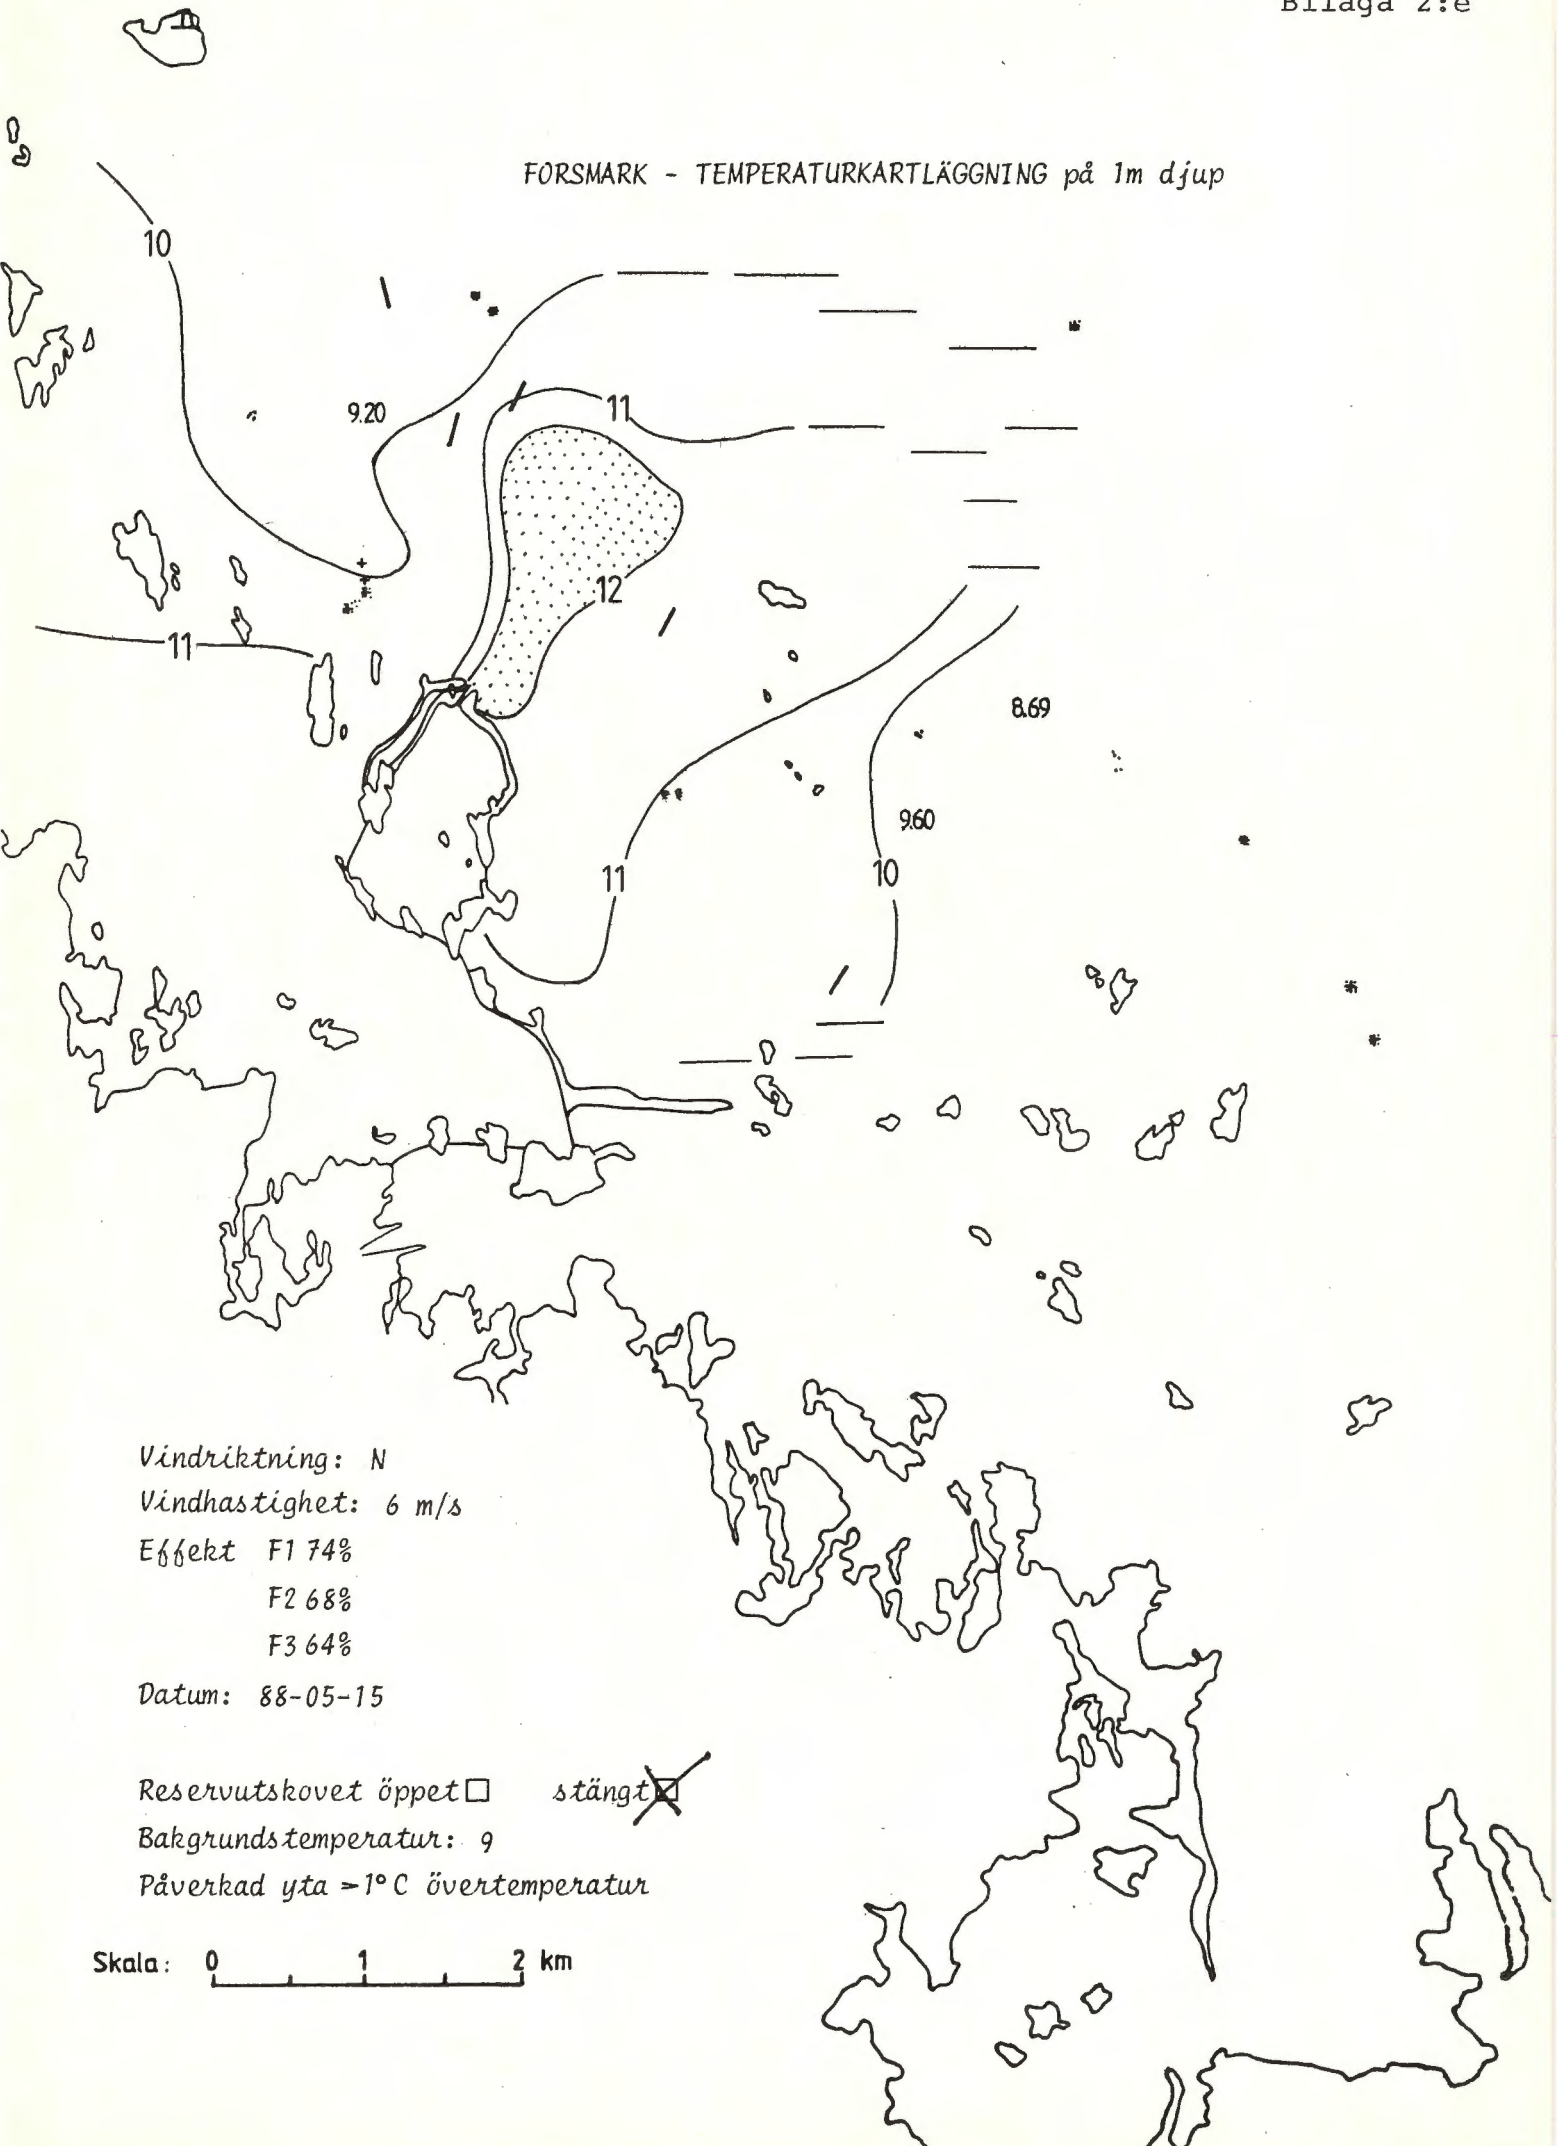 Bilaga 2:e
FORSMARK - TEMPERATURKARTLÄGGNING på 1m djup
10
11
9.20
12
11
8.69
9.60
11
10
Vindriktning: N
Vindhastighet: 6 m/s
Effekt F1 74%
F2 68%
F3 64%
Datum: 88-05-15
Reservutskovet öppet stängt
Bakgrundstemperatur: 9
Påverkad yta >1°C övertemperatur
Skala: 0 1 2 km